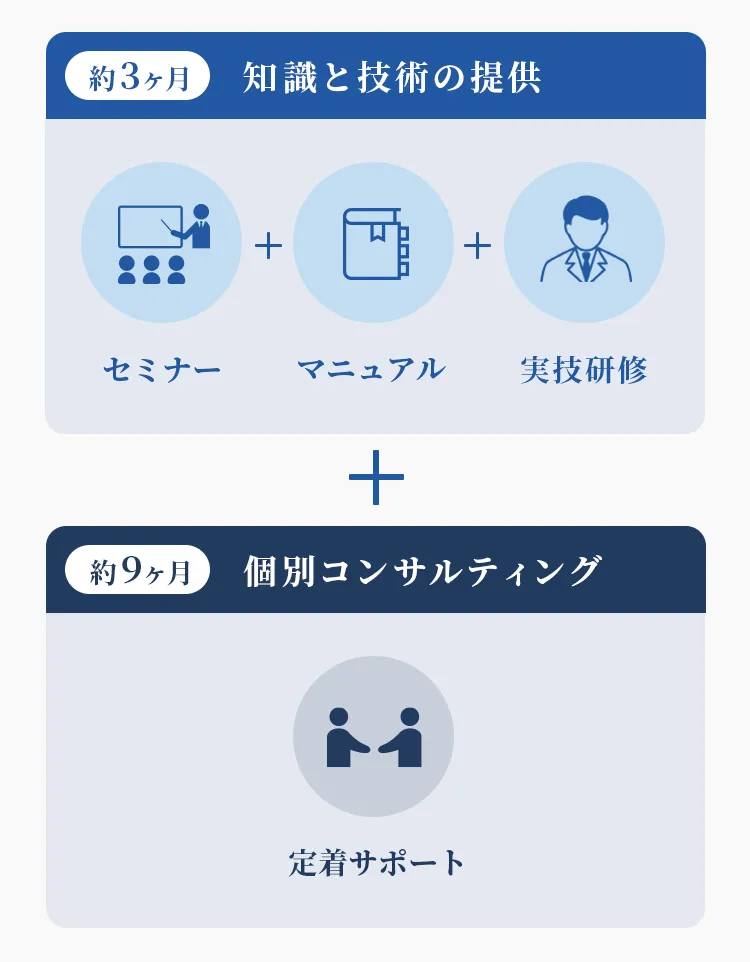 約3ヶ月 知識と技術の提供
+ +
セミナー マニュアル 実技研修
+
約9ヶ月 個別コンサルティング
定着サポート